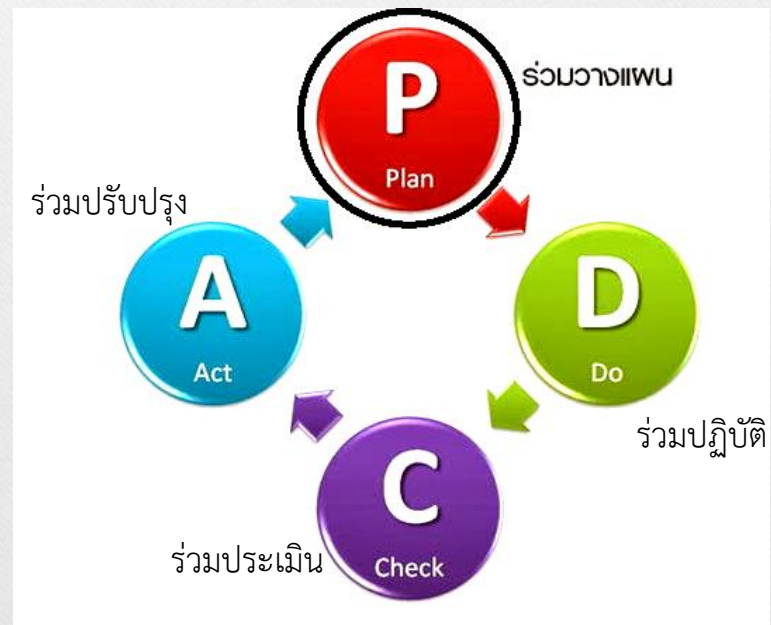 P
Plan
ร่วมวางแผน
ร่วมปรับปรุง
A
Act
D
Do
ร่วมปฏิบัติ
C
Check
ร่วมประเมิน